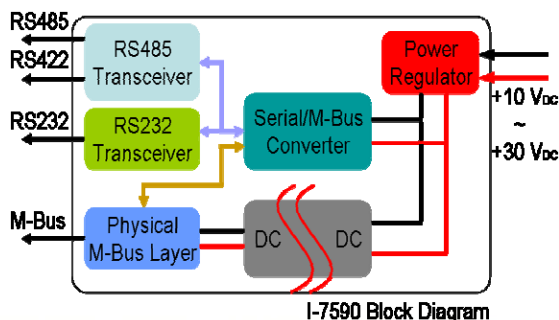 RS485
RS422
RS232
M-Bus
RS485
Transceiver
RS232
Transceiver
Physical
M-Bus Layer
Serial/M-Bus
Converter
DC
DC
Power
Regulator
+10 VDC
~
+30 VDC
I-7590 Block Diagram